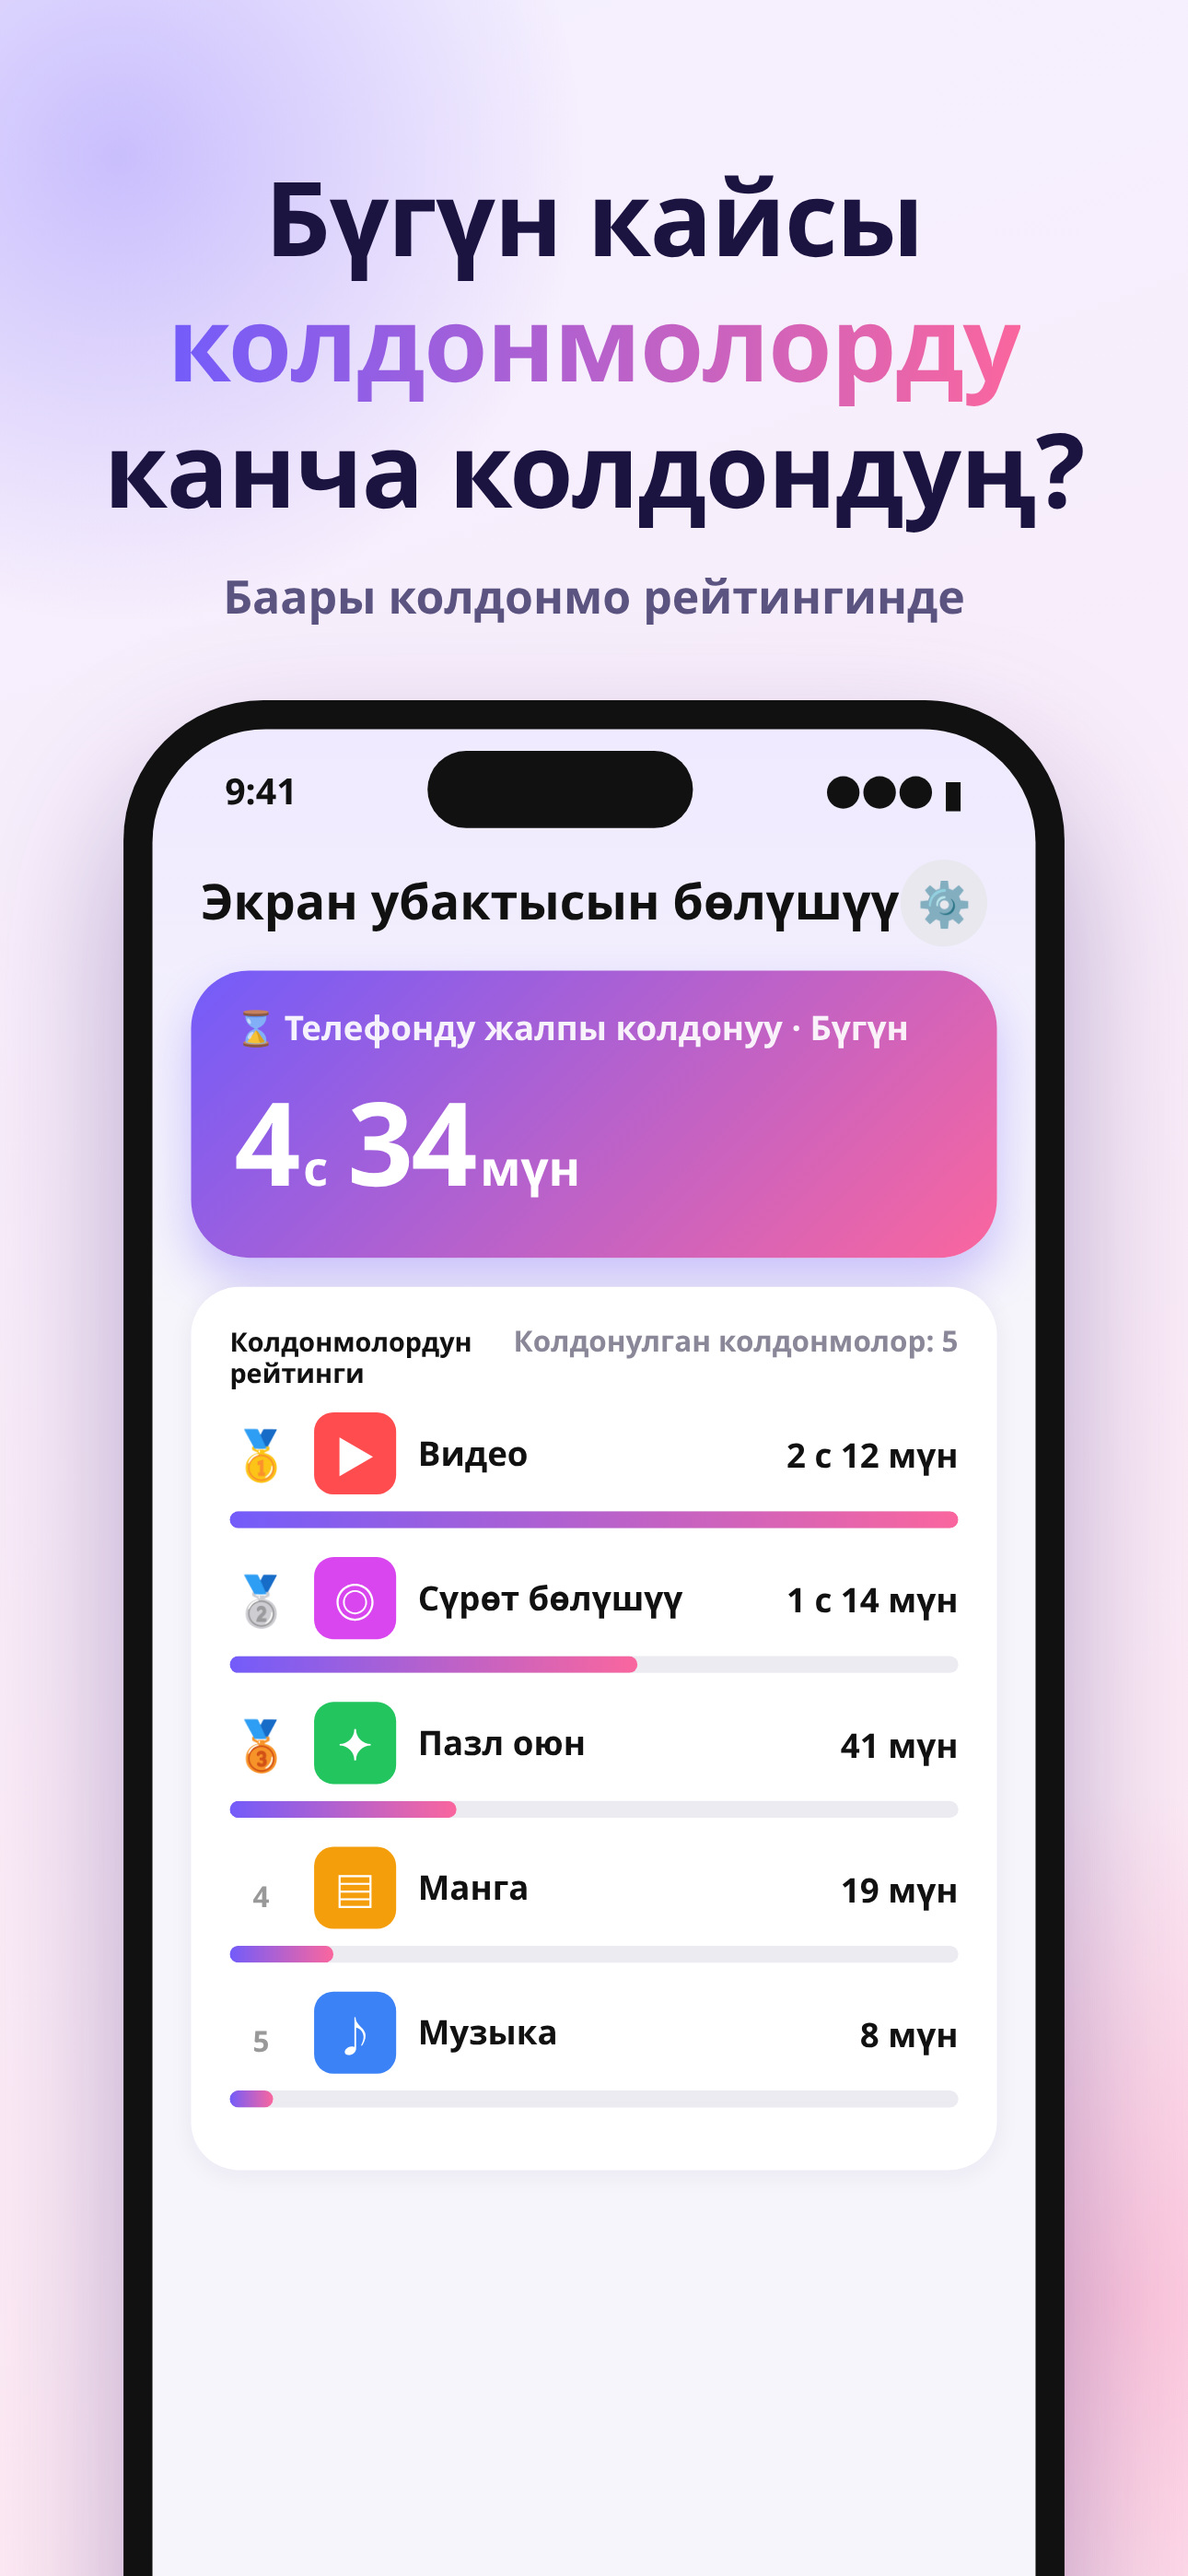 Бүгүн кайсы
колдонмолорду
канча колдондуң?
Баары колдонмо рейтингинде
9:41
Экран убактысын бөлүшүү
⌛ Телефонду жалпы колдонуу · Бүгүн
4с 34мүн
Колдонмолордун рейтинги
Колдонулган колдонмолор: 5
Видео 2 с 12 мүн
Сүрөт бөлүшүү 1 с 14 мүн
Пазл оюн 41 мүн
4 Манга 19 мүн
5 Музыка 8 мүн